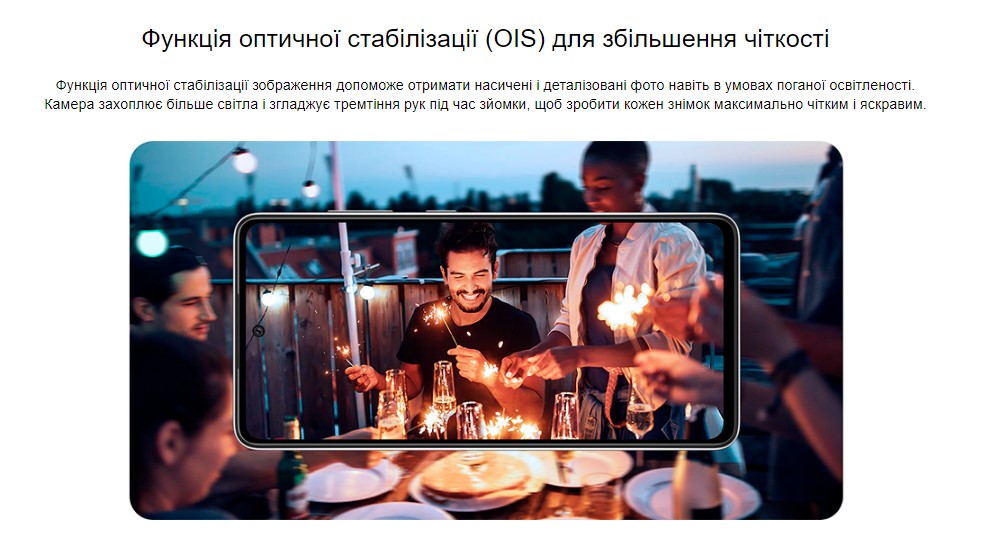 Функція оптичної стабілізації (OIS) для збільшення чіткості
Функція оптичної стабілізації зображення допоможе отримати насичені і деталізовані фото навіть в умовах поганої освітленості.
Камера захоплює більше світла і згладжує тремтіння рук під час зйомки, щоб зробити кожен знімок максимально чітким і яскравим.